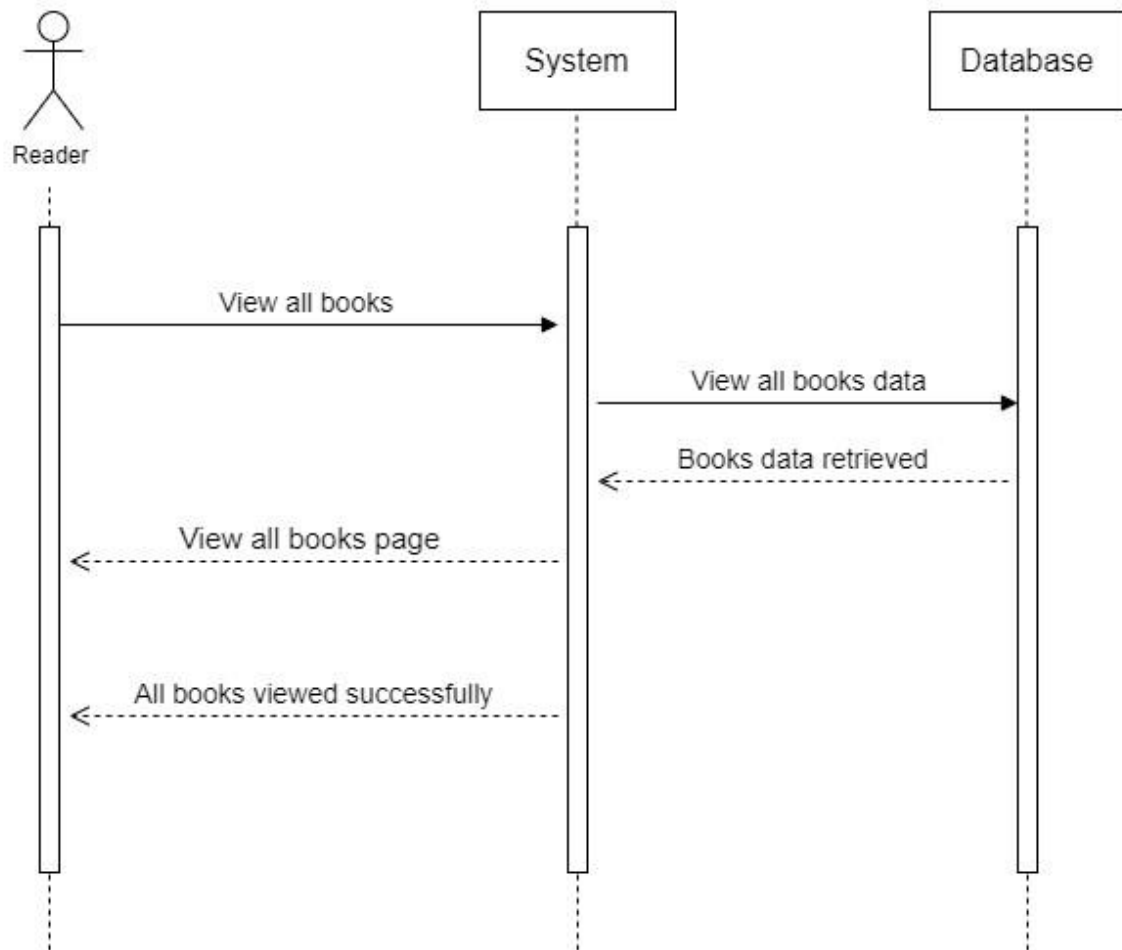 System
Database
Reader
View all books
View all books data
Books data retrieved
View all books page
All books viewed successfully